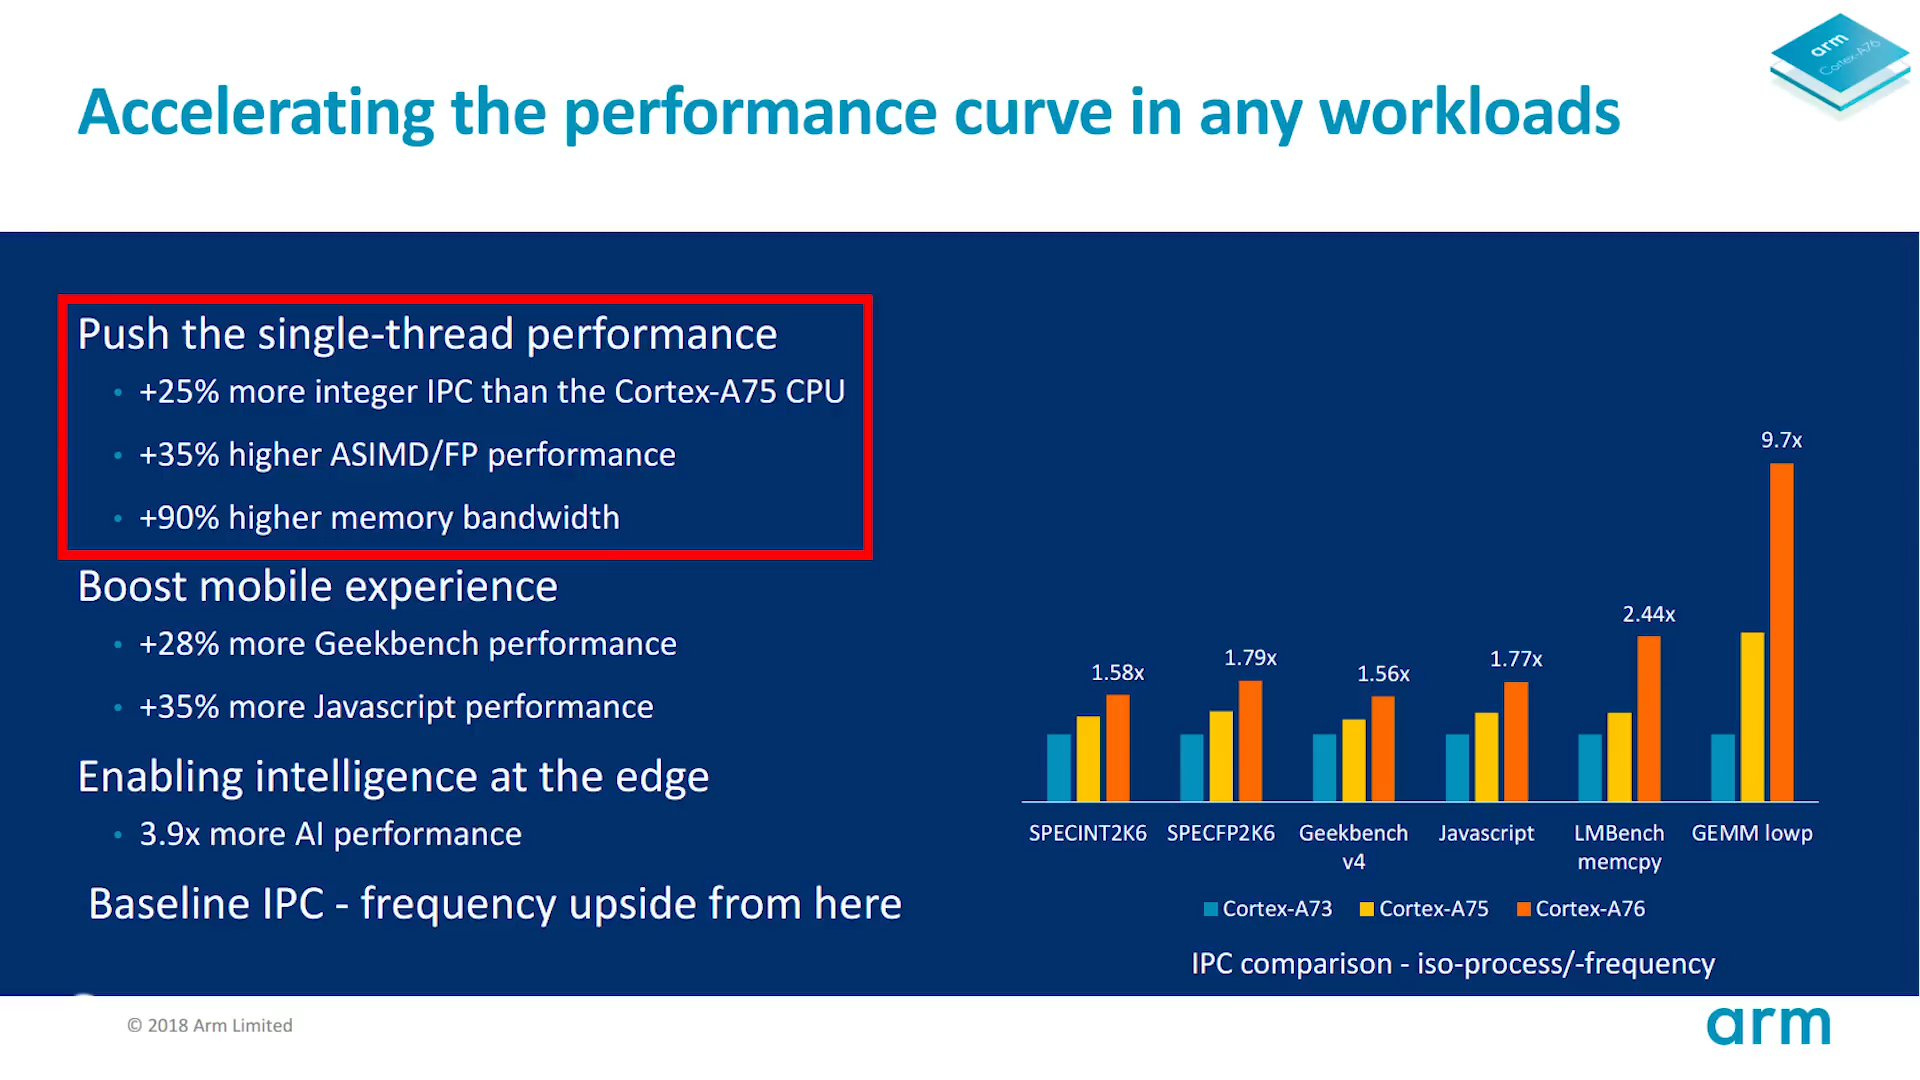 arm
Cortex-A76
Accelerating the performance curve in any workloads
Push the single-thread performance
• +25% more integer IPC than the Cortex-A75 CPU
• +35% higher ASIMD/FP performance
• +90% higher memory bandwidth
Boost mobile experience
• +28% more Geekbench performance
• +35% more Javascript performance
Enabling intelligence at the edge
• 3.9x more AI performance
Baseline IPC - frequency upside from here
1.58x
1.79x
1.56x
1.77x
2.44x
9.7x
SPECINT2K6
SPECFP2K6
Geekbench
v4
Javascript
LMBench
memcpy
GEMM lowp
Cortex-A73 Cortex-A75 Cortex-A76
IPC comparison - iso-process/-frequency
© 2018 Arm Limited
arm